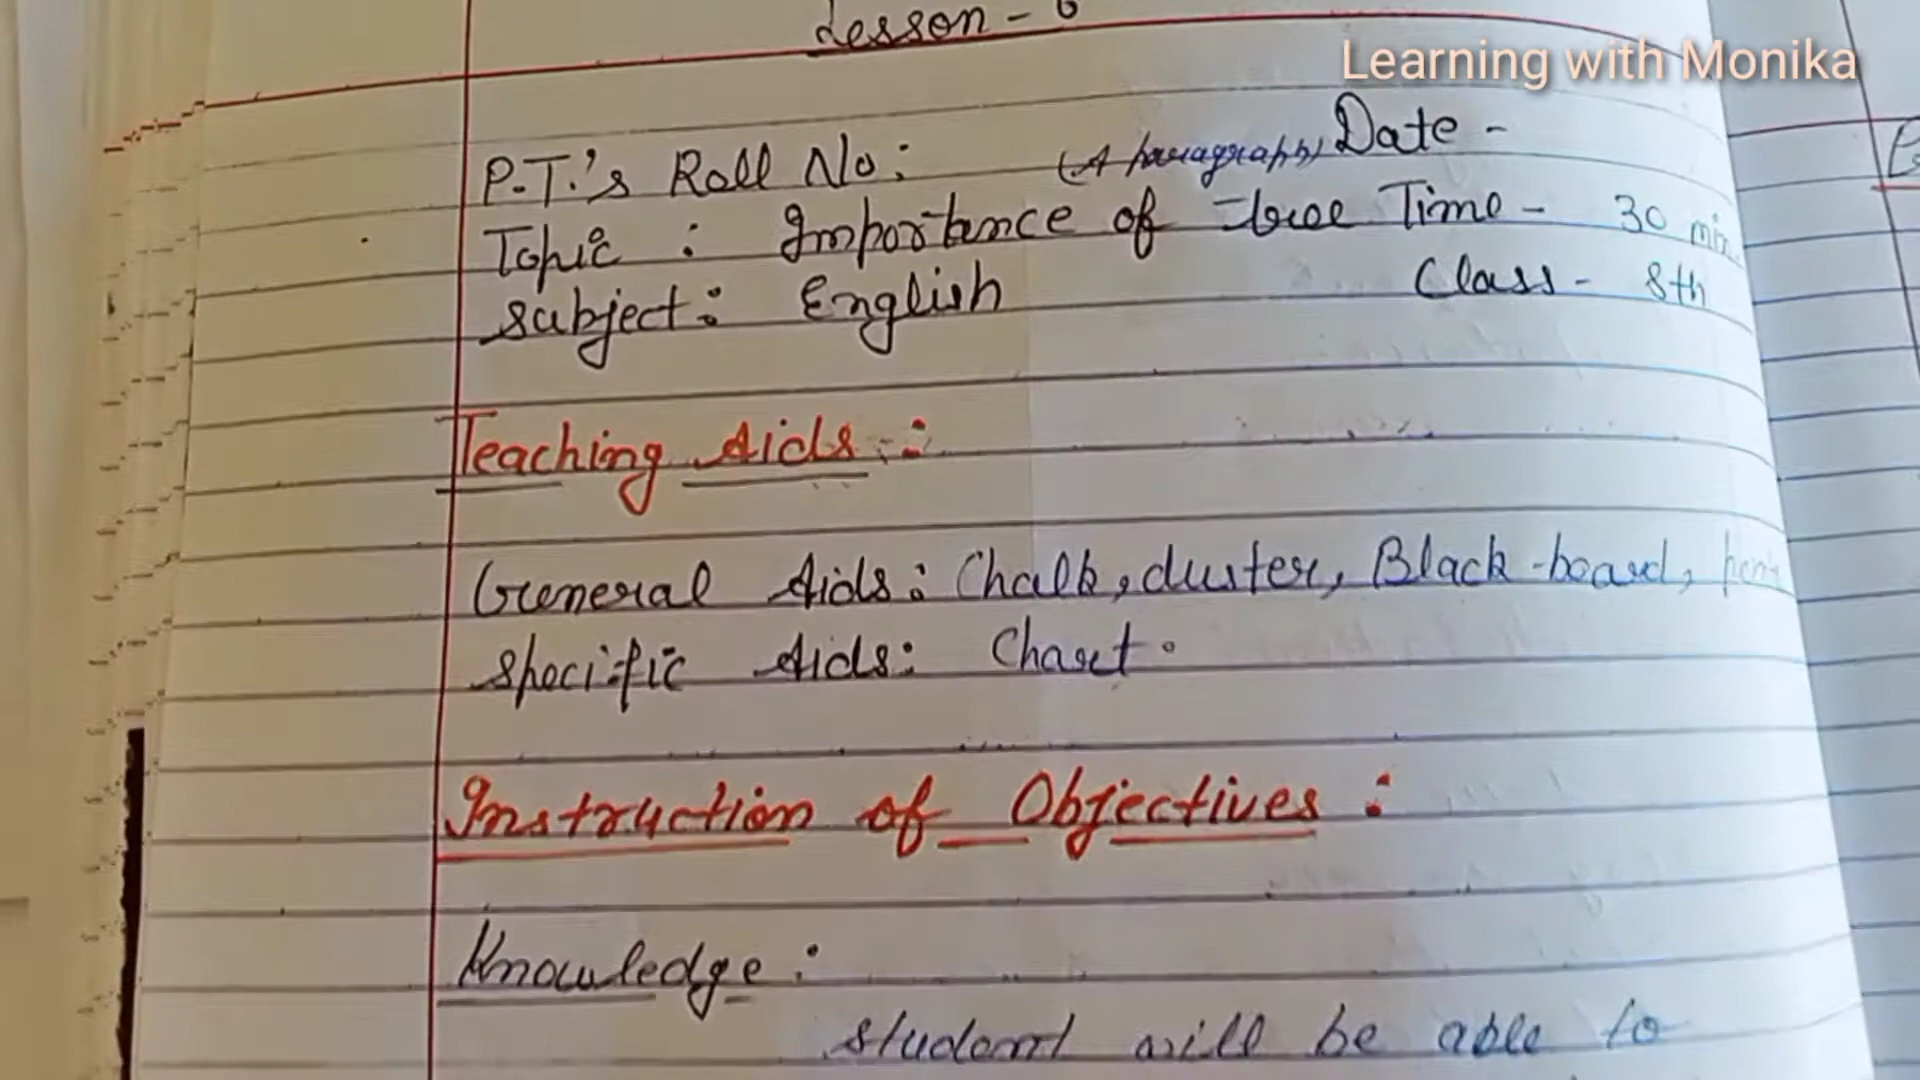 Lesson - 6
Learning with Monika
P.T.'s Roll No: (A paragraph) Date -
Topic : Importance of tree Time - 30 min.
Subject: English Class - 8th
Teaching Aids :
General Aids: Chalk, duster, Black-board,
Specific Aids: Chart.
Instruction of Objectives :
Knowledge :
Student will be able to